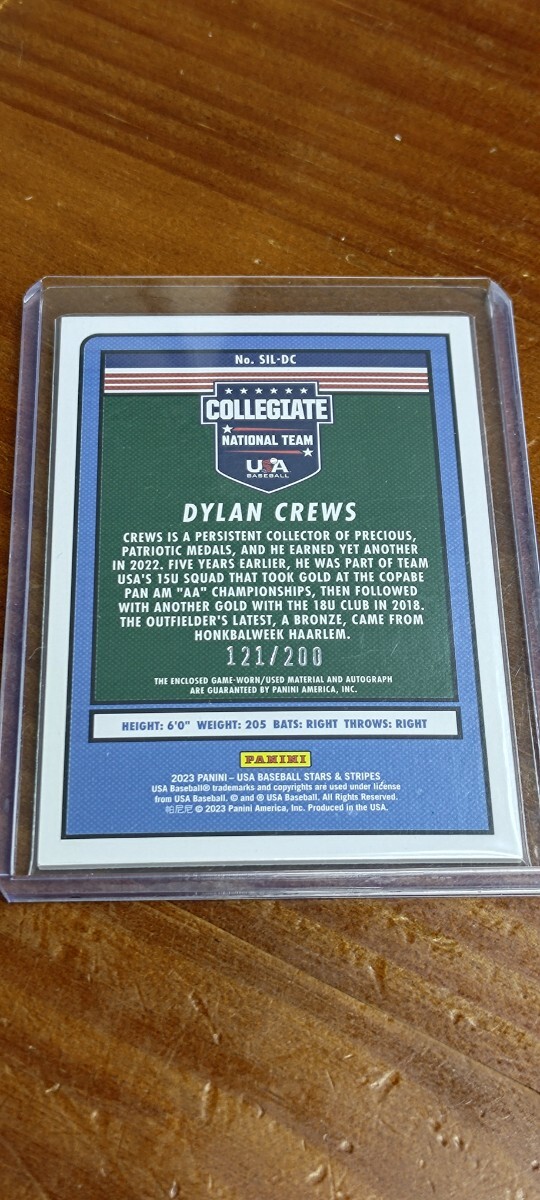 No. SIL-DC
COLLEGIATE
NATIONAL TEAM
USA
BASEBALL
DYLAN CREWS
CREWS IS A PERSISTENT COLLECTOR OF PRECIOUS,
PATRIOTIC MEDALS, AND HE EARNED YET ANOTHER
IN 2022. FIVE YEARS EARLIER, HE WAS PART OF TEAM
USA'S 15U SQUAD THAT TOOK GOLD AT THE COPABE
PAN AM "AA" CHAMPIONSHIPS, THEN FOLLOWED
WITH ANOTHER GOLD WITH THE 18U CLUB IN 2018.
THE OUTFIELDER'S LATEST, A BRONZE, CAME FROM
HONKBALWEEK HAARLEM.
121/200
THE ENCLOSED GAME-WORN/USED MATERIAL AND AUTOGRAPH
ARE GUARANTEED BY PANINI AMERICA, INC.
HEIGHT: 6'0" WEIGHT: 205 BATS: RIGHT THROWS: RIGHT
PANINI
2023 PANINI – USA BASEBALL STARS & STRIPES
USA Baseball® trademarks and copyrights are used under license
from USA Baseball. © and ® USA Baseball. All Rights Reserved.
帕尼尼 © 2023 Panini America, Inc. Produced in the USA.